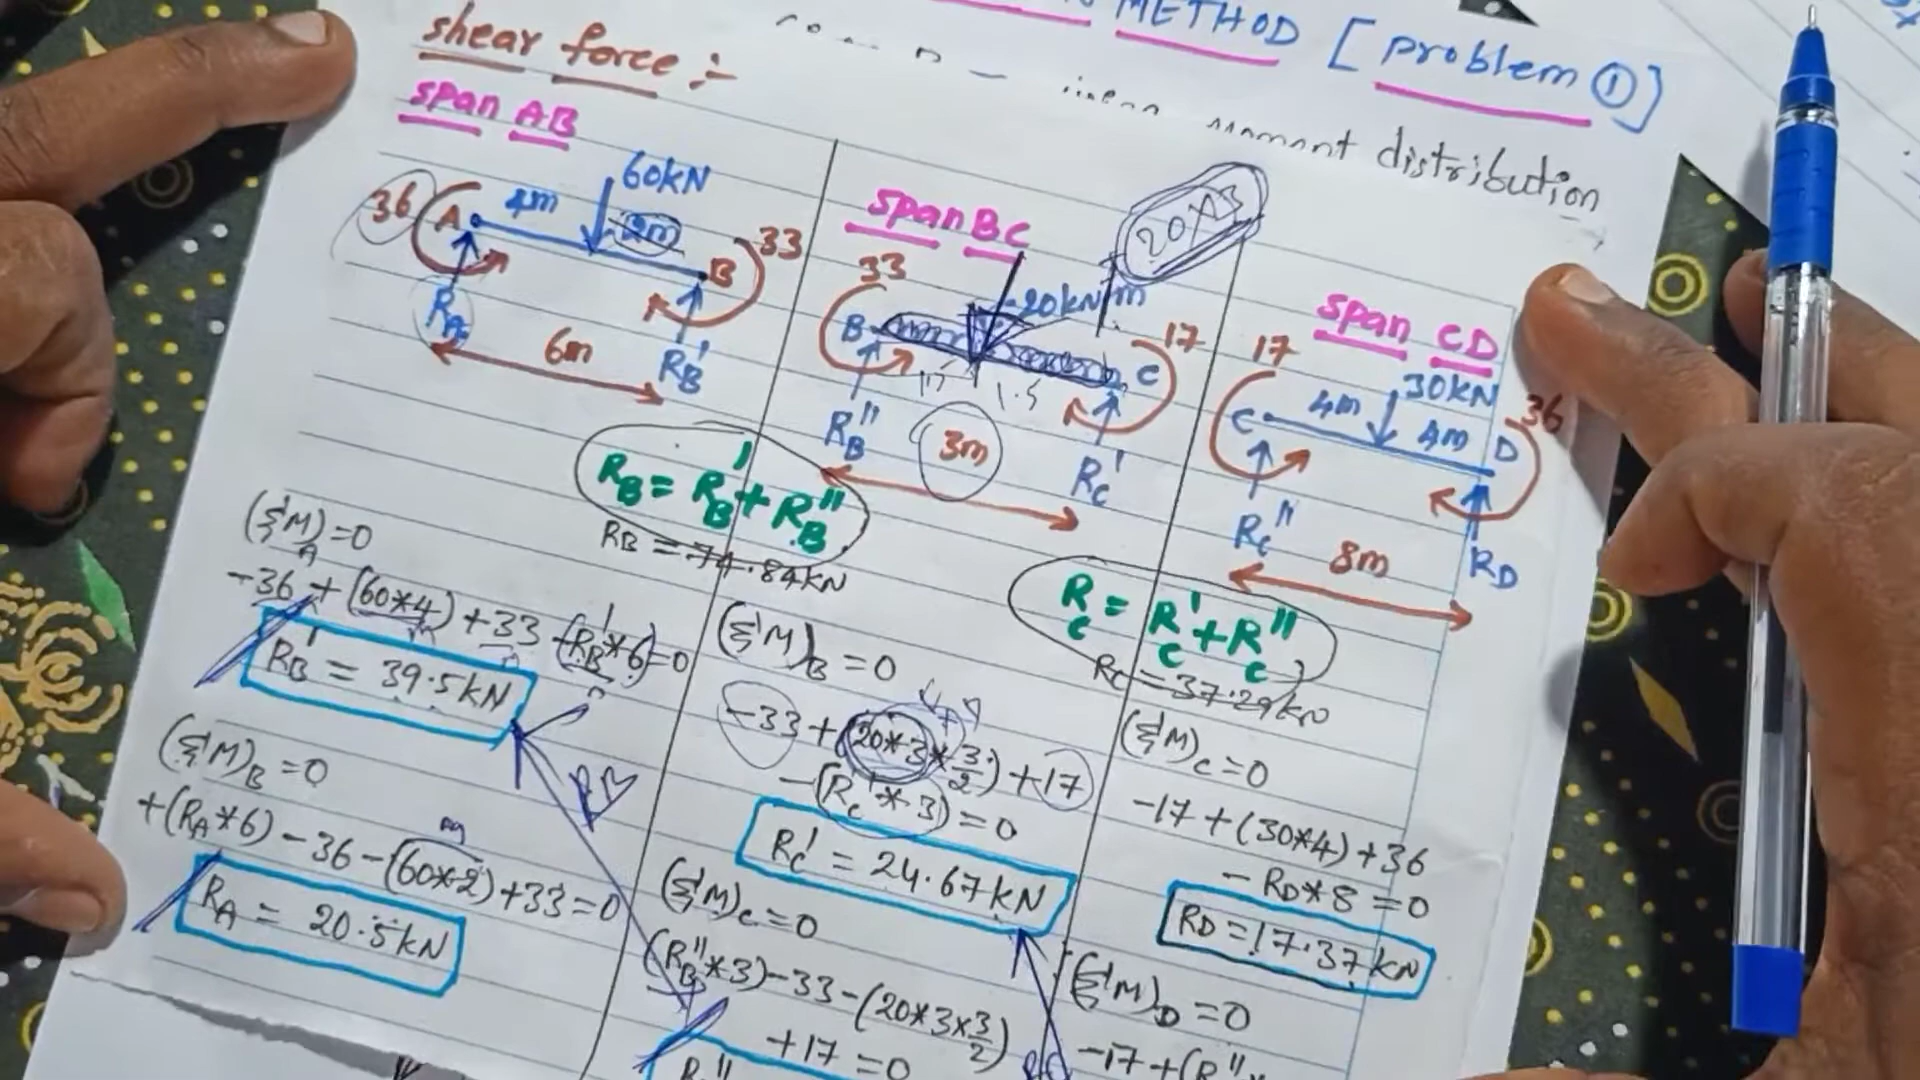 METHOD [Problem ①]
moment distribution
shear force :-
span AB
60kN
36
A
4m
2m
B
33
RA
RB'
6m
span BC
20*3
33
B
20kN/m
C
17
1.5
RB''
3m
RC'
span CD
17
C
4m
30kN
4m
D
36
RC''
RD
8m
RB = RB' + RB''
RB = 74.84kN
RC = RC' + RC''
RC = 37.29kN
(ΣM)A = 0
-36 + (60*4) + 33 - (RB'*6) = 0
RB' = 39.5kN
(ΣM)B = 0
+(RA*6) - 36 - (60*2) + 33 = 0
RA = 20.5kN
(ΣM)B = 0
-33 + (20*3*3/2) + 17
-(RC'*3) = 0
RC' = 24.67kN
(ΣM)C = 0
(RB''*3) - 33 - (20*3×3/2)
+17 = 0
RB''
(ΣM)C = 0
-17 + (30*4) + 36
- RD*8 = 0
RD = 17.37kN
(ΣM)D = 0
-17 + (R''